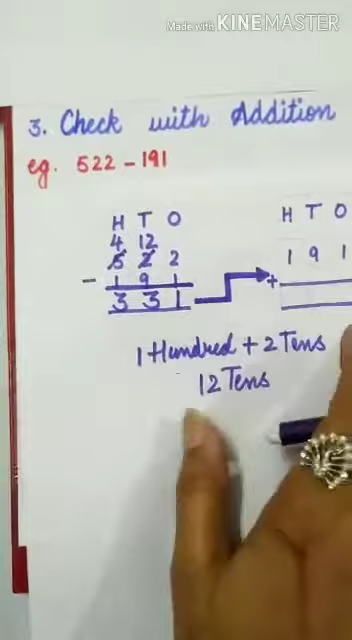 Made with KINEMASTER
3. Check with Addition
eg. 522 - 191
H T O H T O
4 12
5 2 2 1 9 1
- 1 9 1 +
3 3 1
1 Hundred + 2 Tens
12 Tens